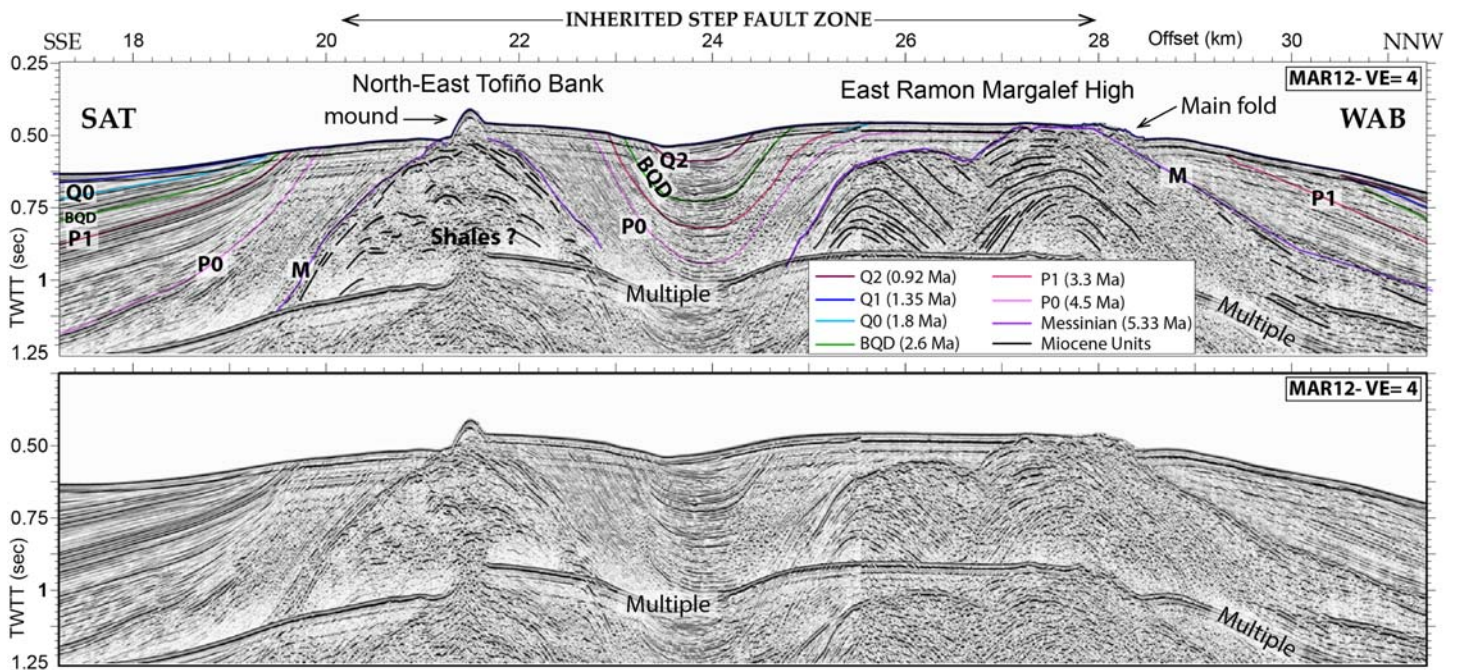 INHERITED STEP FAULT ZONE
SSE 18 20 22 24 26 28 Offset (km) 30 NNW
0.25
0.50
0.75
1
1.25
TWTT (sec)
MAR12- VE= 4
SAT
North-East Tofiño Bank
mound
East Ramon Margalef High
Main fold
WAB
Q0
BQD
P1
P0
M
Shales ?
BQD
Q2
P0
M
P1
Multiple
Multiple
Q2 (0.92 Ma)
Q1 (1.35 Ma)
Q0 (1.8 Ma)
BQD (2.6 Ma)
P1 (3.3 Ma)
P0 (4.5 Ma)
Messinian (5.33 Ma)
Miocene Units
MAR12- VE= 4
0.50
0.75
1
1.25
TWTT (sec)
Multiple
Multiple